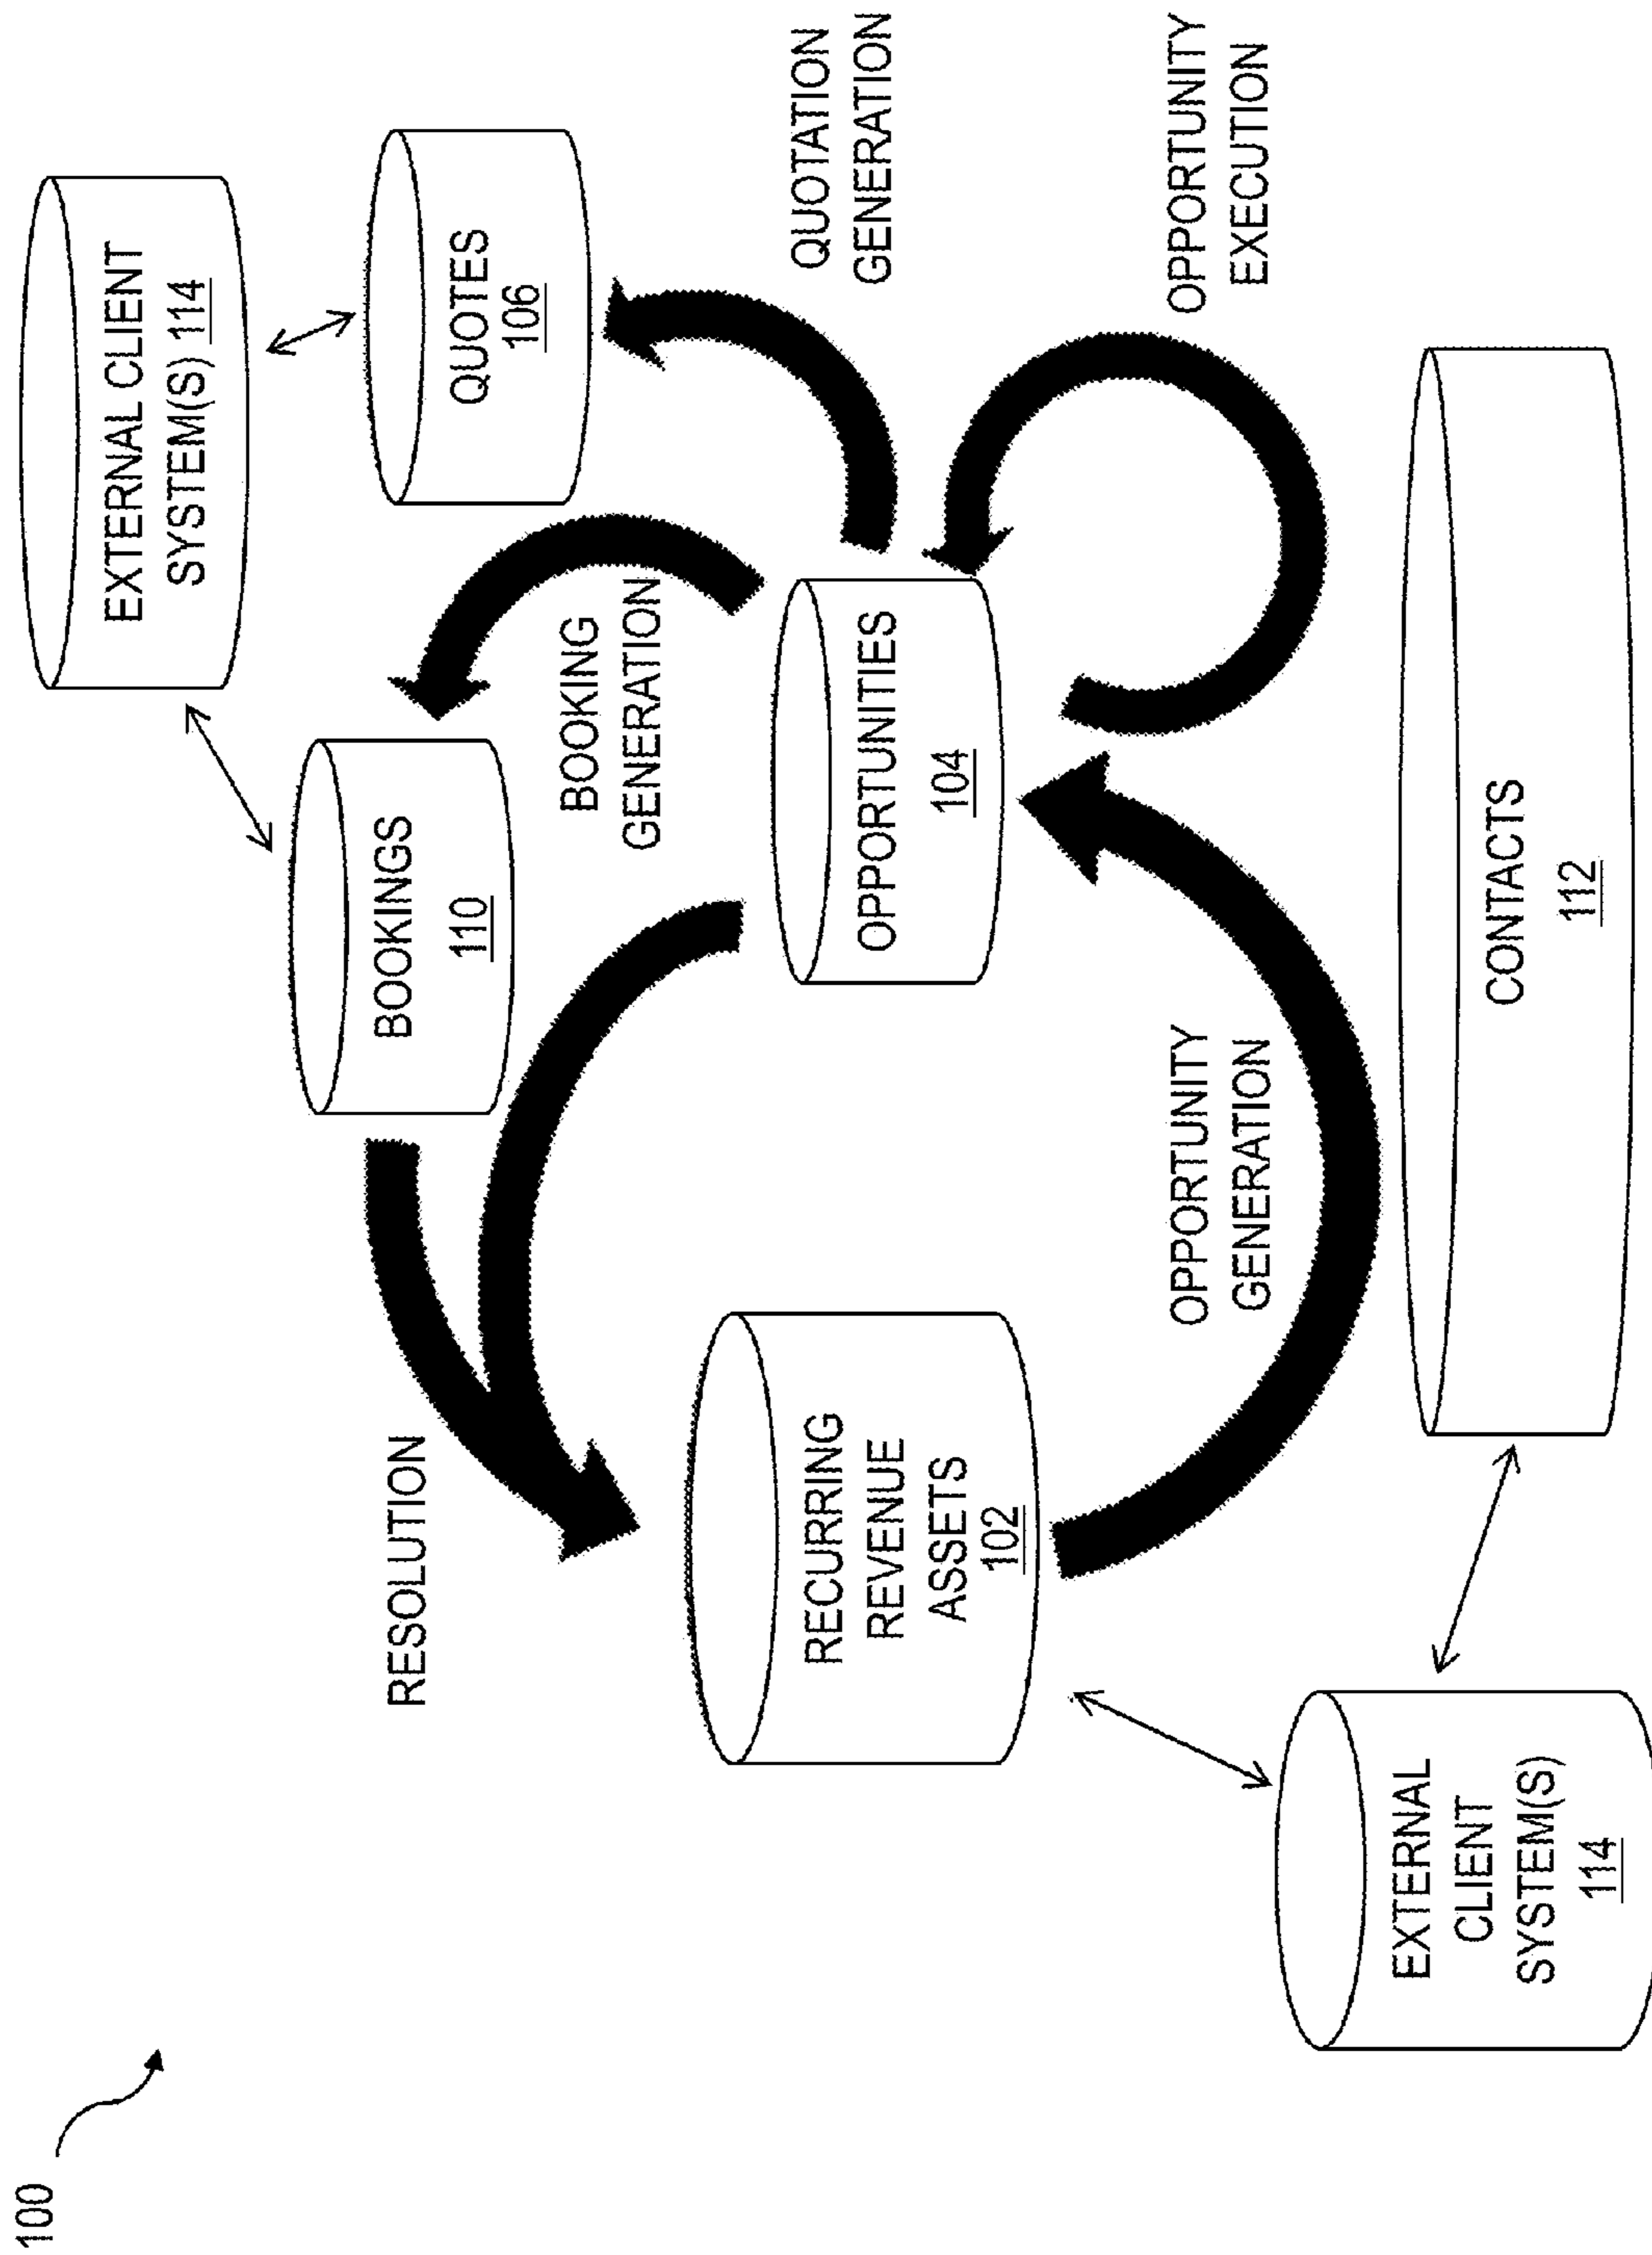 100
EXTERNAL CLIENT
SYSTEM(S) 114
QUOTES
106
BOOKINGS
110
BOOKING
GENERATION
QUOTATION
GENERATION
RESOLUTION
OPPORTUNITIES
104
RECURRING
REVENUE
ASSETS
102
OPPORTUNITY
EXECUTION
OPPORTUNITY
GENERATION
EXTERNAL
CLIENT
SYSTEM(S)
114
CONTACTS
112